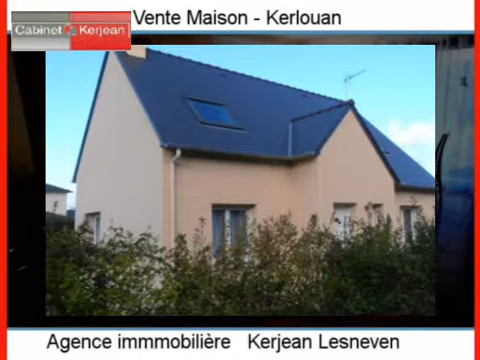 Vente Maison - Kerlouan
Cabinet Kerjean
Agence immmobilière Kerjean Lesneven